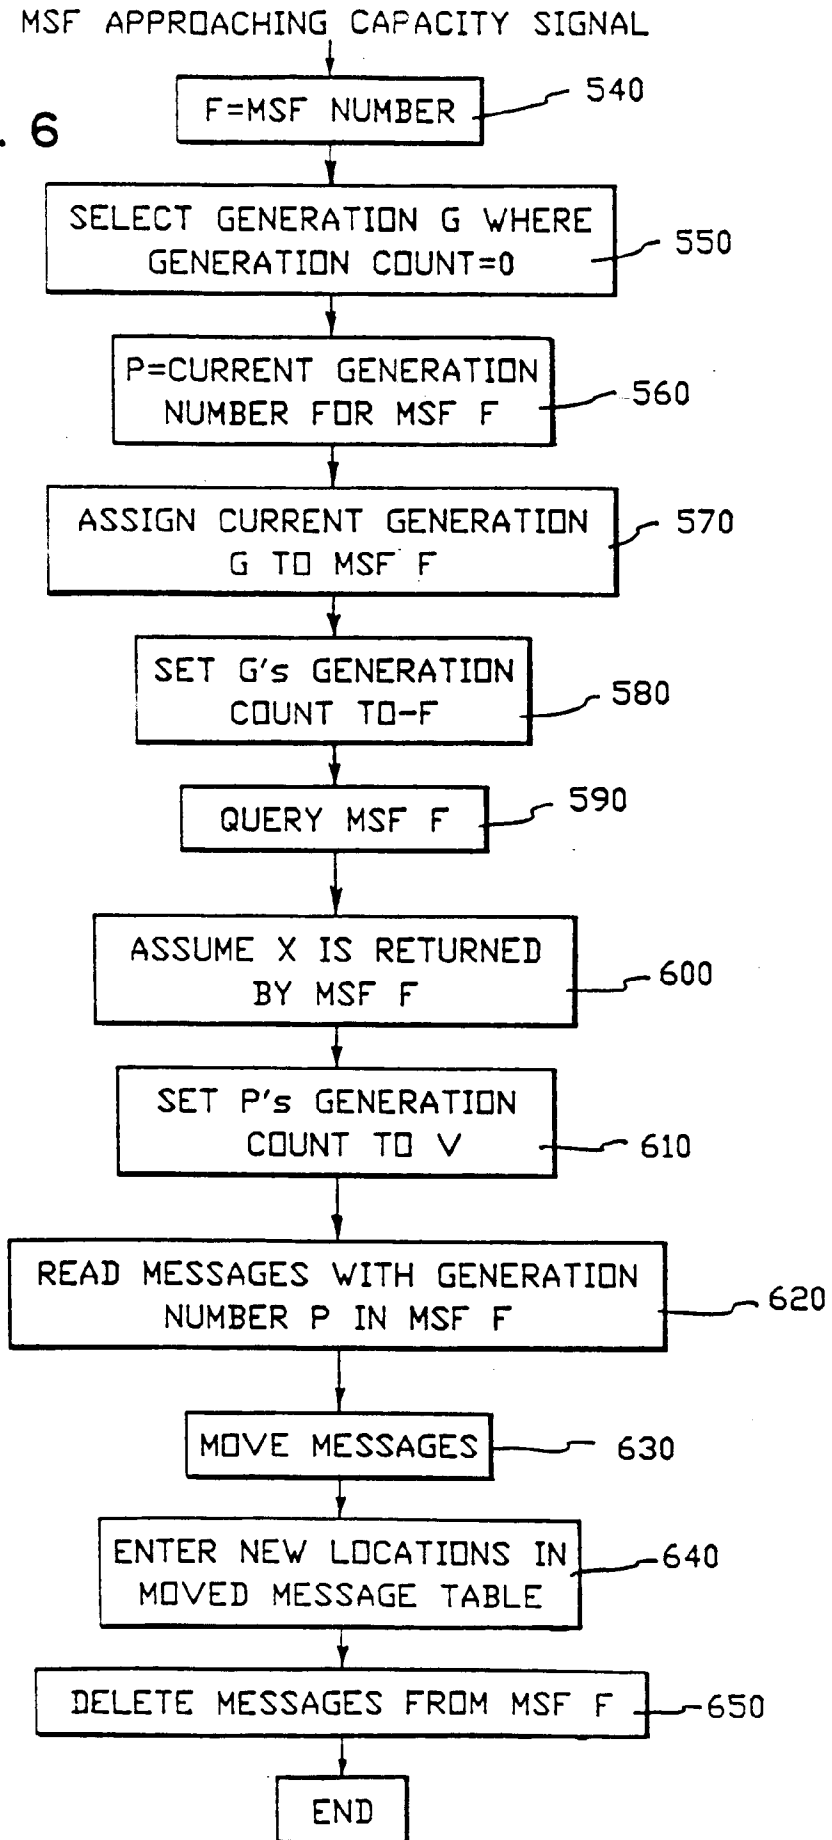 MSF APPROACHING CAPACITY SIGNAL
F=MSF NUMBER
540
. 6
SELECT GENERATION G WHERE
GENERATION COUNT=0
550
P=CURRENT GENERATION
NUMBER FOR MSF F
560
ASSIGN CURRENT GENERATION
G TO MSF F
570
SET G's GENERATION
COUNT TO-F
580
QUERY MSF F
590
ASSUME X IS RETURNED
BY MSF F
600
SET P's GENERATION
COUNT TO V
610
READ MESSAGES WITH GENERATION
NUMBER P IN MSF F
620
MOVE MESSAGES
630
ENTER NEW LOCATIONS IN
MOVED MESSAGE TABLE
640
DELETE MESSAGES FROM MSF F
650
END